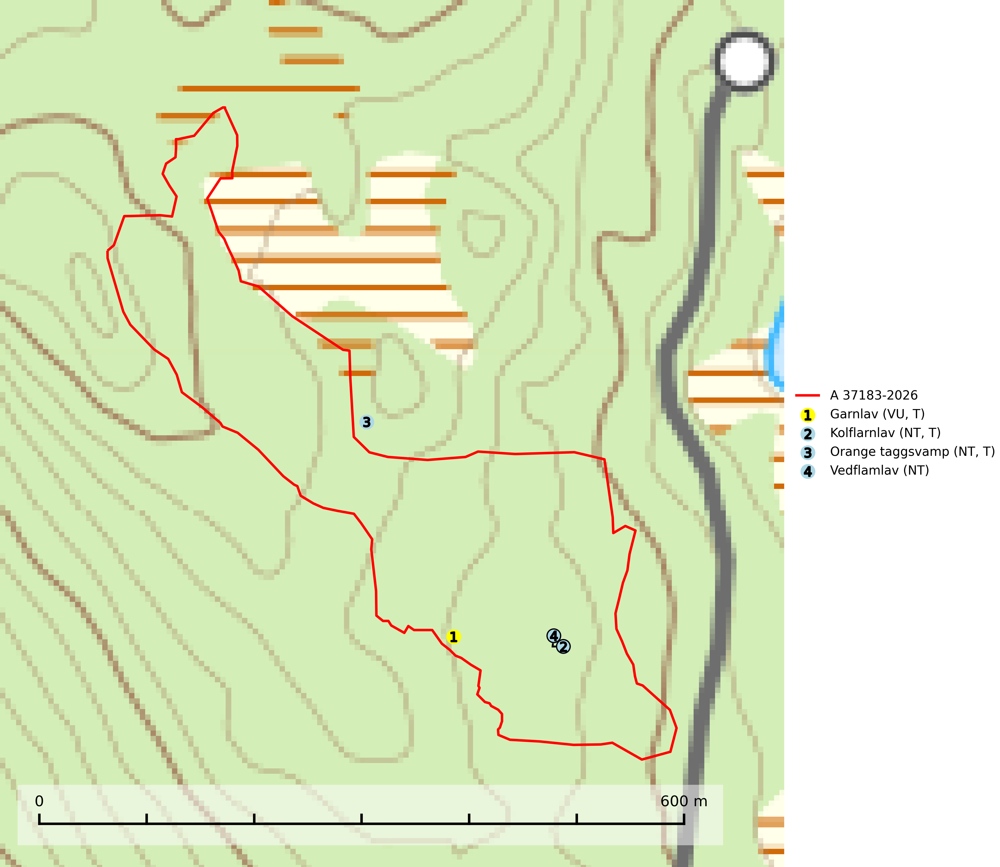 3
1
4
2
0
600 m
A 37183-2026
1 Garnlav (VU, T)
2 Kolflarnlav (NT, T)
3 Orange taggsvamp (NT, T)
4 Vedflamlav (NT)